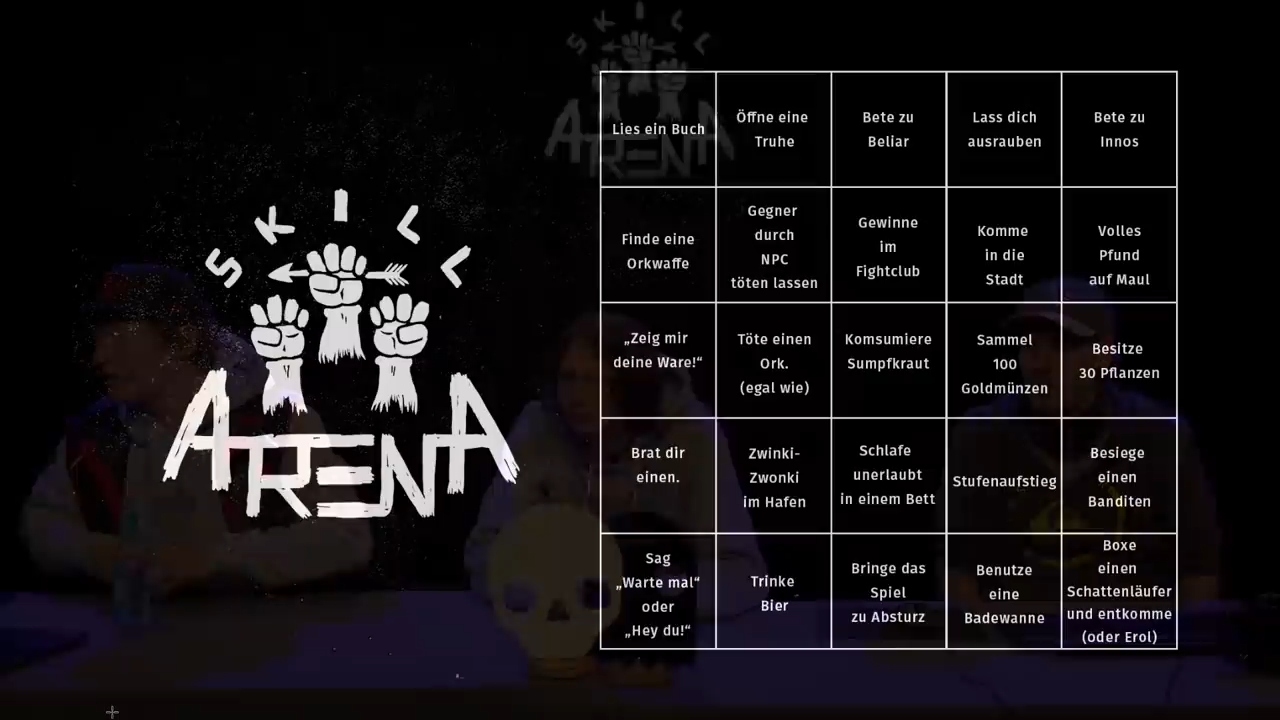 SKILL
ARENA
SKILL
ARENA
Lies ein Buch
Öffne eine
Truhe
Bete zu
Beliar
Lass dich
ausrauben
Bete zu
Innos
Finde eine
Orkwaffe
Gegner
durch
NPC
töten lassen
Gewinne
im
Fightclub
Komme
in die
Stadt
Volles
Pfund
auf Maul
„Zeig mir
deine Ware!“
Töte einen
Ork.
(egal wie)
Komsumiere
Sumpfkraut
Sammel
100
Goldmünzen
Besitze
30 Pflanzen
Brat dir
einen.
Zwinki-
Zwonki
im Hafen
Schlafe
unerlaubt
in einem Bett
Stufenaufstieg
Besiege
einen
Banditen
Sag
„Warte mal“
oder
„Hey du!“
Trinke
Bier
Bringe das
Spiel
zu Absturz
Benutze
eine
Badewanne
Boxe
einen
Schattenläufer
und entkomme
(oder Erol)